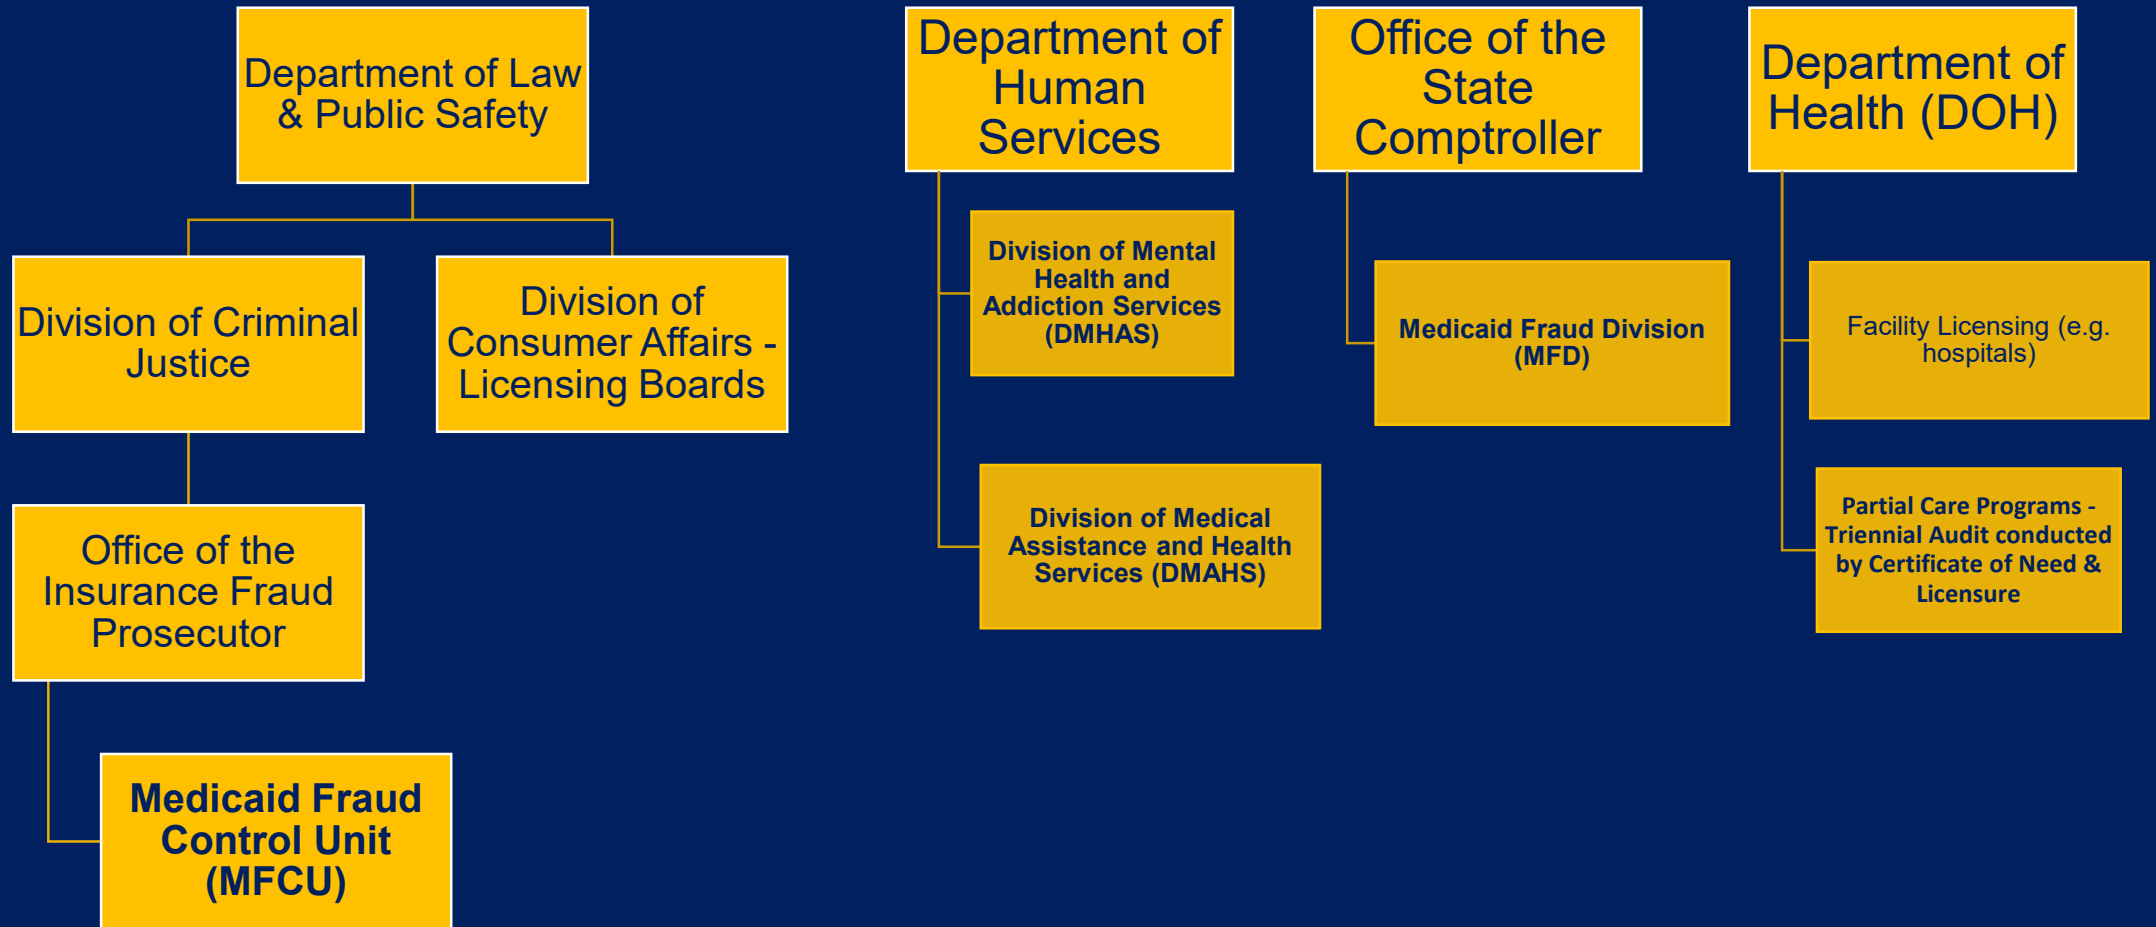 Department of Law
& Public Safety
Division of Criminal
Justice
Division of
Consumer Affairs -
Licensing Boards
Office of the
Insurance Fraud
Prosecutor
Medicaid Fraud
Control Unit
(MFCU)
Department of
Human
Services
Division of Mental
Health and
Addiction Services
(DMHAS)
Division of Medical
Assistance and Health
Services (DMAHS)
Office of the
State
Comptroller
Medicaid Fraud Division
(MFD)
Department of
Health (DOH)
Facility Licensing (e.g.
hospitals)
Partial Care Programs -
Triennial Audit conducted
by Certificate of Need &
Licensure